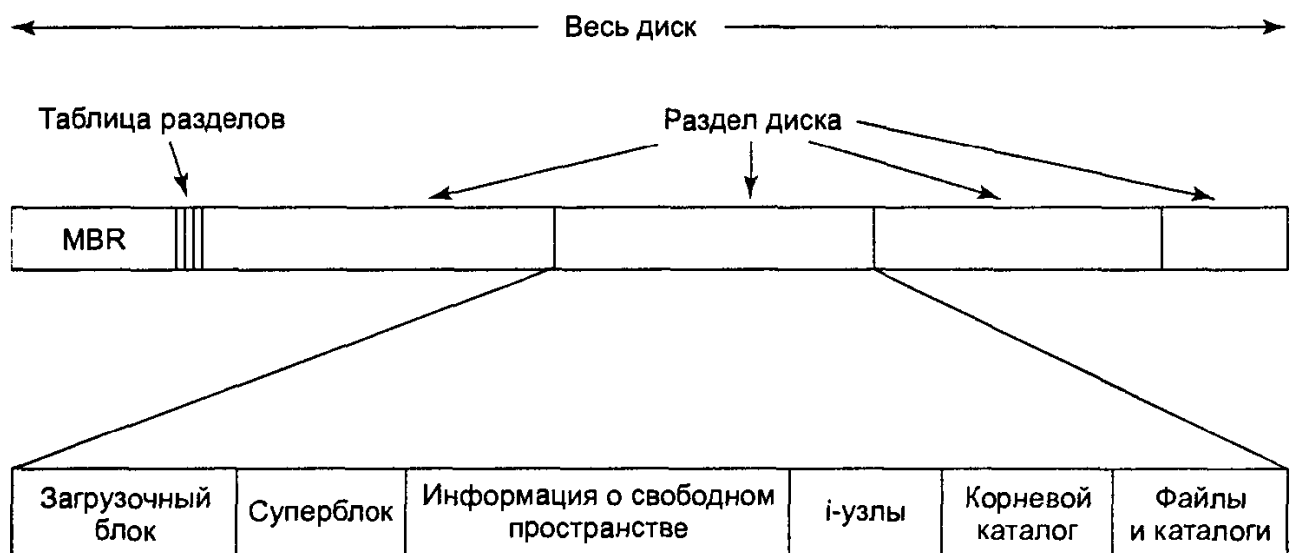 Весь диск
Таблица разделов
Раздел диска
MBR
Загрузочный
блок
Суперблок
Информация о свободном
пространстве
i-узлы
Корневой
каталог
Файлы
и каталоги